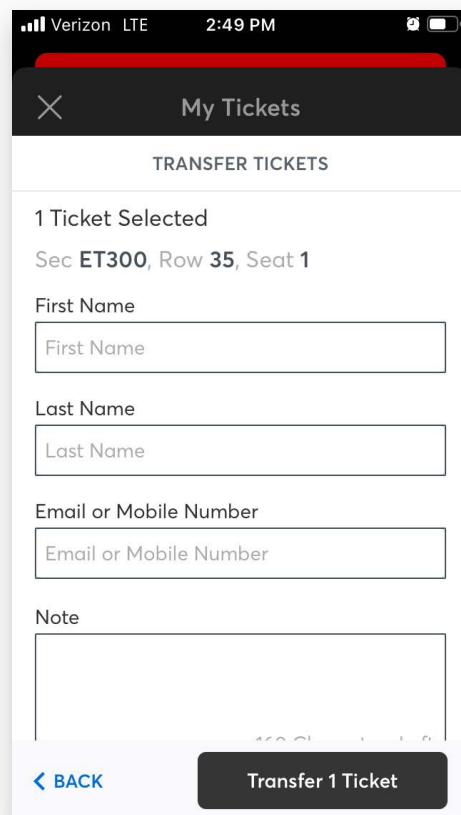 Verizon LTE 2:49 PM
My Tickets
TRANSFER TICKETS
1 Ticket Selected
Sec ET300, Row 35, Seat 1
First Name
First Name
Last Name
Last Name
Email or Mobile Number
Email or Mobile Number
Note
BACK Transfer 1 Ticket